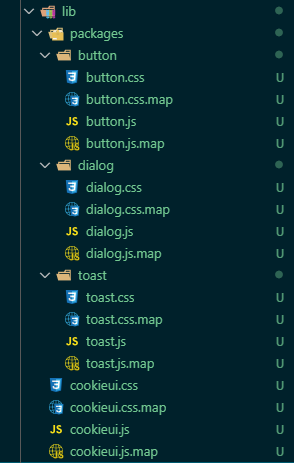 lib
packages
button
button.css U
button.css.map U
JS button.js U
button.js.map U
dialog
dialog.css U
dialog.css.map U
JS dialog.js U
dialog.js.map U
toast
toast.css U
toast.css.map U
JS toast.js U
toast.js.map U
cookieui.css U
cookieui.css.map U
JS cookieui.js U
cookieui.js.map U